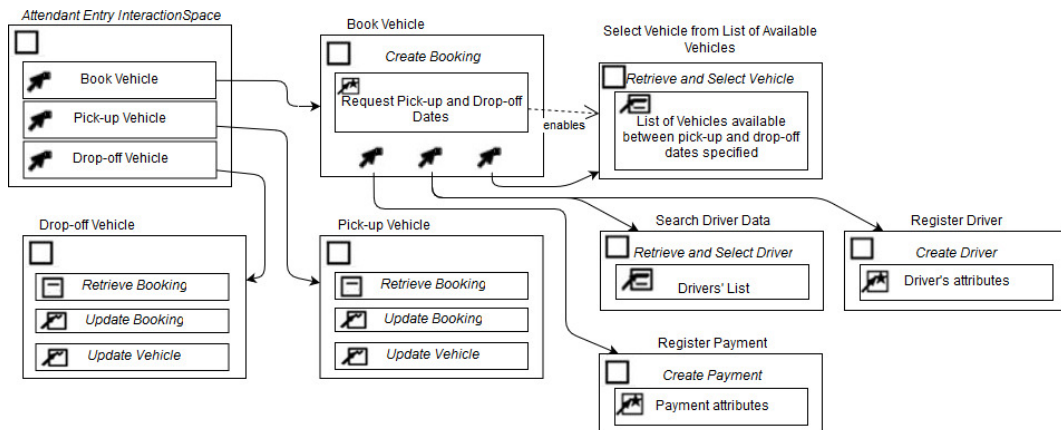 Attendant Entry InteractionSpace
Book Vehicle
Pick-up Vehicle
Drop-off Vehicle
Book Vehicle
Create Booking
Request Pick-up and Drop-off
Dates
enables
Select Vehicle from List of Available
Vehicles
Retrieve and Select Vehicle
List of Vehicles available
between pick-up and drop-off
dates specified
Drop-off Vehicle
Retrieve Booking
Update Booking
Update Vehicle
Pick-up Vehicle
Retrieve Booking
Update Booking
Update Vehicle
Search Driver Data
Retrieve and Select Driver
Drivers' List
Register Driver
Create Driver
Driver's attributes
Register Payment
Create Payment
Payment attributes